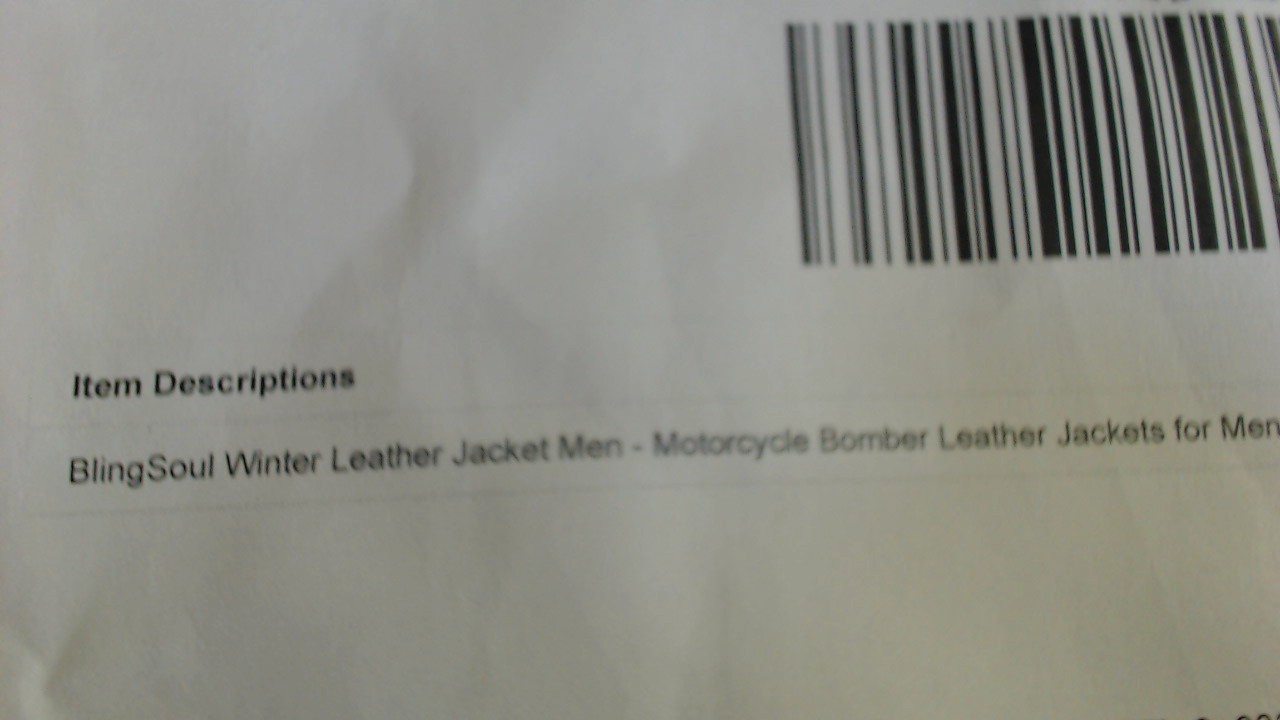 Item Descriptions
BlingSoul Winter Leather Jacket Men - Motorcycle Bomber Leather Jackets for Men